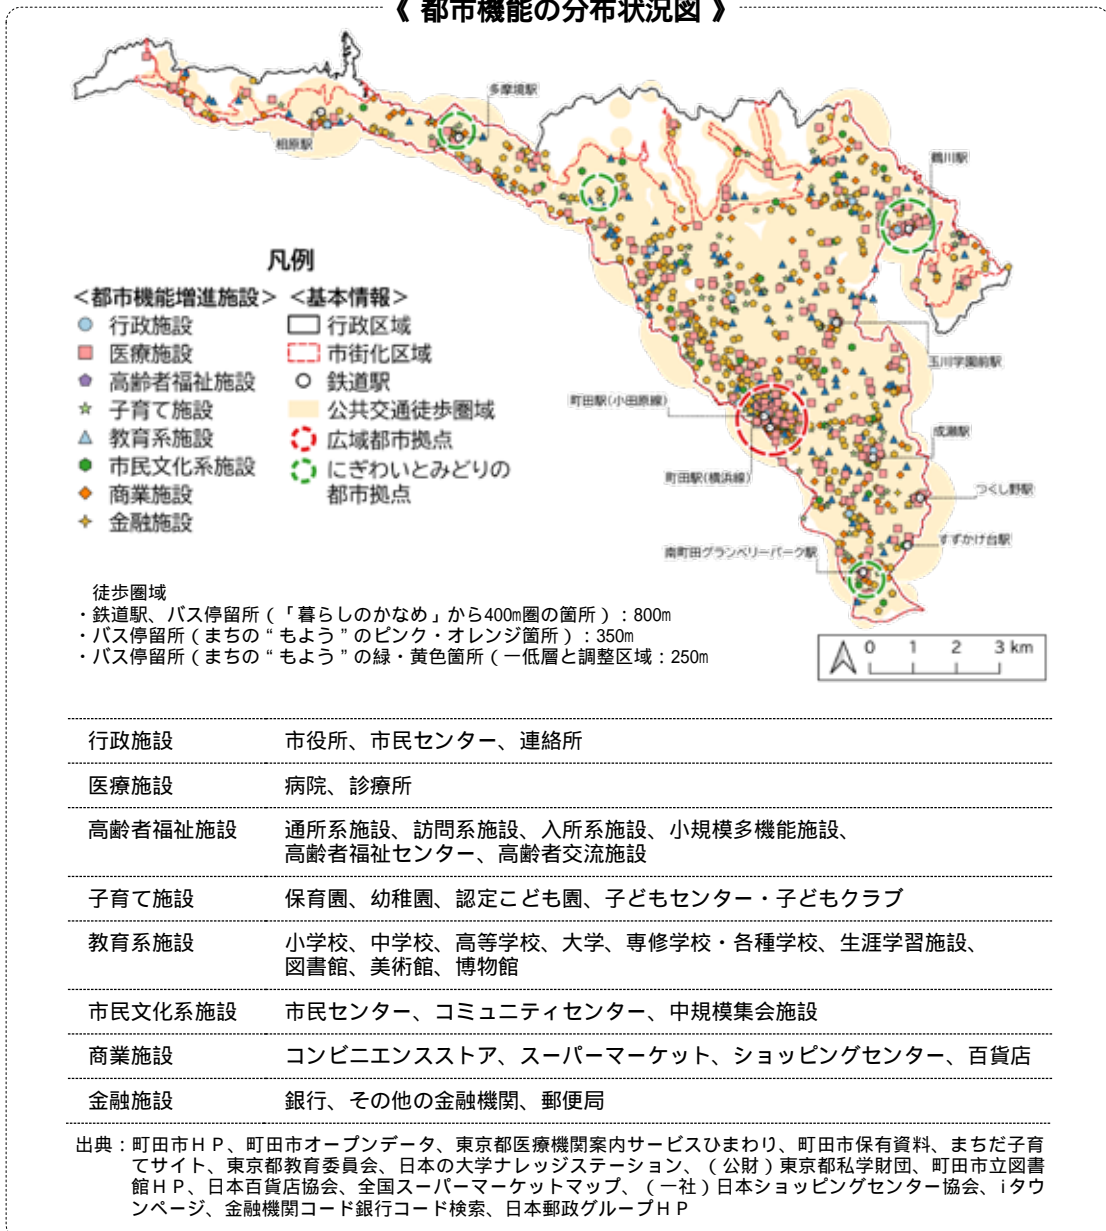 《 都市機能の分布状況図 》
多摩境駅
相原駅
鶴川駅
玉川学園前駅
町田駅(小田原線)
成瀬駅
町田駅(横浜線)
つくし野駅
すずかけ台駅
南町田グランベリーパーク駅
凡例
＜都市機能増進施設＞
行政施設
医療施設
高齢者福祉施設
子育て施設
教育系施設
市民文化系施設
商業施設
金融施設
＜基本情報＞
行政区域
市街化区域
鉄道駅
公共交通徒歩圏域
広域都市拠点
にぎわいとみどりの
都市拠点
徒歩圏域
・鉄道駅、バス停留所（「暮らしのかなめ」から400m圏の箇所）：800m
・バス停留所（まちの“もよう”のピンク・オレンジ箇所）：350m
・バス停留所（まちの“もよう”の緑・黄色箇所（一低層と調整区域：250m
0 1 2 3 km
行政施設 市役所、市民センター、連絡所
医療施設 病院、診療所
高齢者福祉施設 通所系施設、訪問系施設、入所系施設、小規模多機能施設、
高齢者福祉センター、高齢者交流施設
子育て施設 保育園、幼稚園、認定こども園、子どもセンター・子どもクラブ
教育系施設 小学校、中学校、高等学校、大学、専修学校・各種学校、生涯学習施設、
図書館、美術館、博物館
市民文化系施設 市民センター、コミュニティセンター、中規模集会施設
商業施設 コンビニエンスストア、スーパーマーケット、ショッピングセンター、百貨店
金融施設 銀行、その他の金融機関、郵便局
出典：町田市ＨＰ、町田市オープンデータ、東京都医療機関案内サービスひまわり、町田市保有資料、まちだ子育
てサイト、東京都教育委員会、日本の大学ナレッジステーション、（公財）東京都私学財団、町田市立図書
館ＨＰ、日本百貨店協会、全国スーパーマーケットマップ、（一社）日本ショッピングセンター協会、iタウ
ンページ、金融機関コード銀行コード検索、日本郵政グループＨＰ